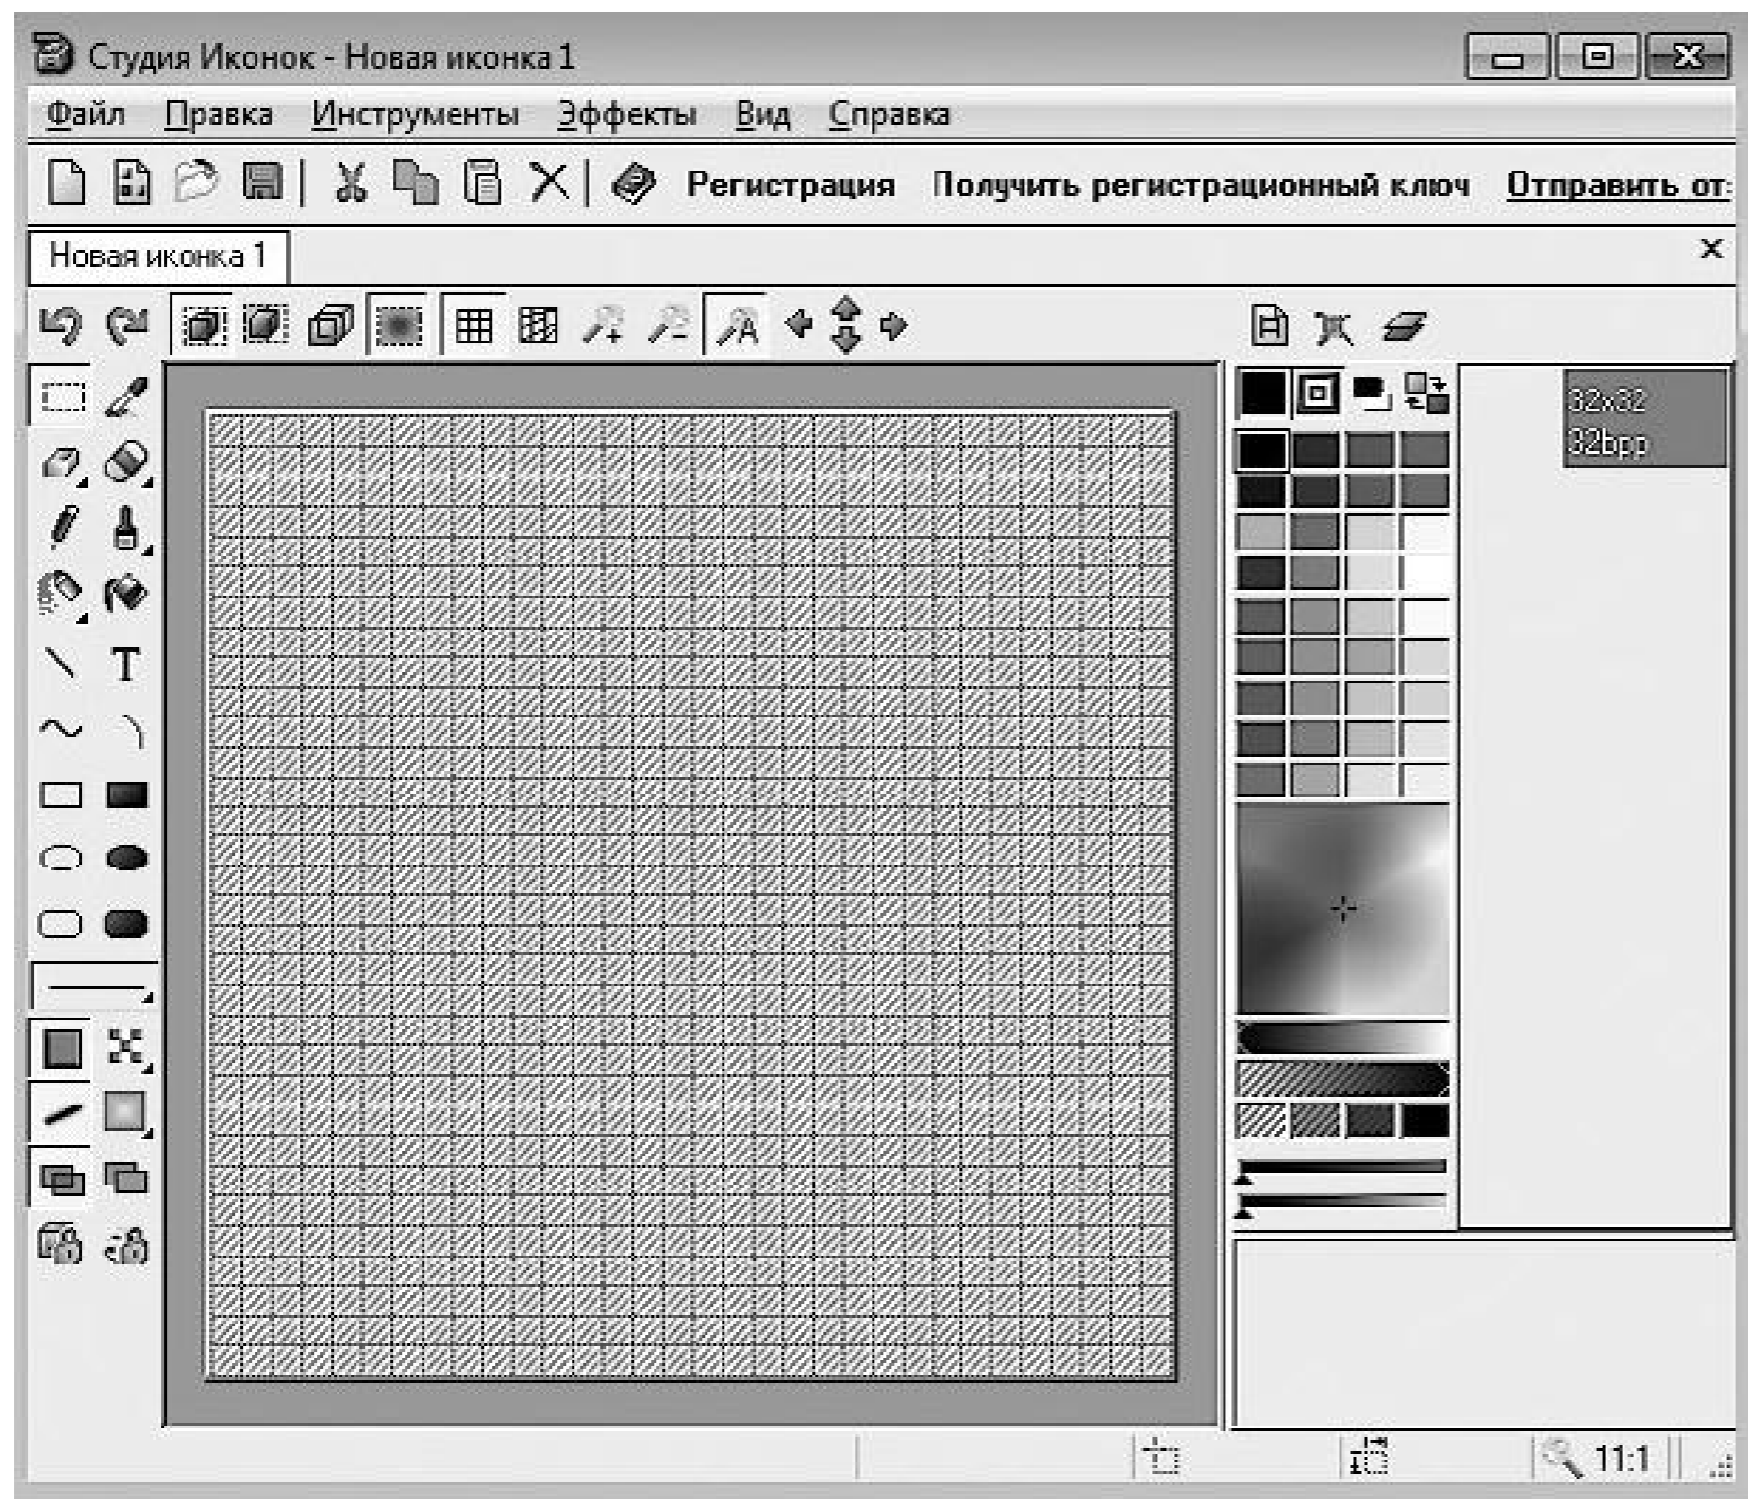 Студия Иконок - Новая иконка 1
Файл Правка Инструменты Эффекты Вид Справка
Регистрация Получить регистрационный ключ Отправить от:
Новая иконка 1
32x32
32bpp
11:1